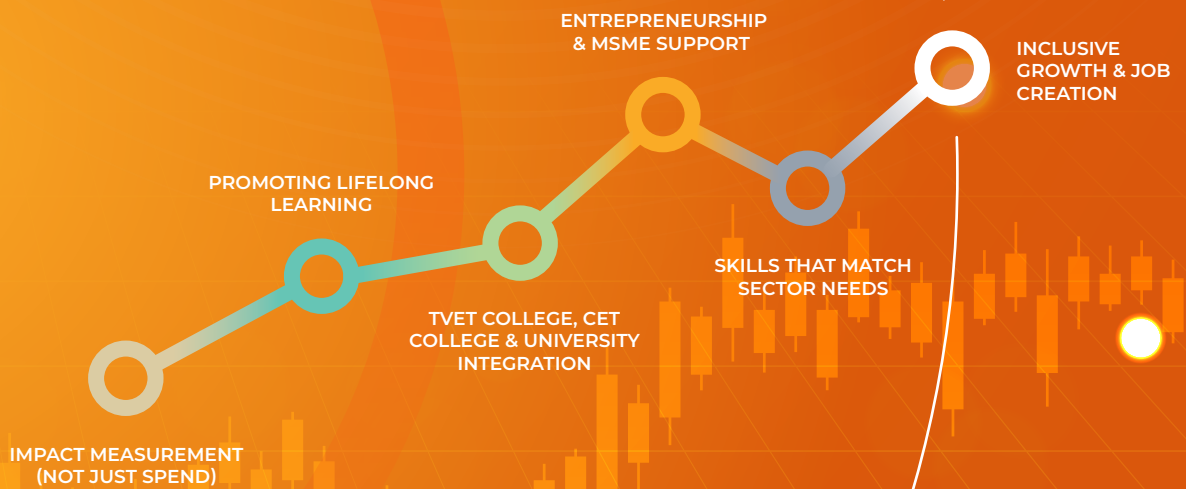 ENTREPRENEURSHIP
& MSME SUPPORT
INCLUSIVE
GROWTH & JOB
CREATION
PROMOTING LIFELONG
LEARNING
SKILLS THAT MATCH
SECTOR NEEDS
TVET COLLEGE, CET
COLLEGE & UNIVERSITY
INTEGRATION
IMPACT MEASUREMENT
(NOT JUST SPEND)